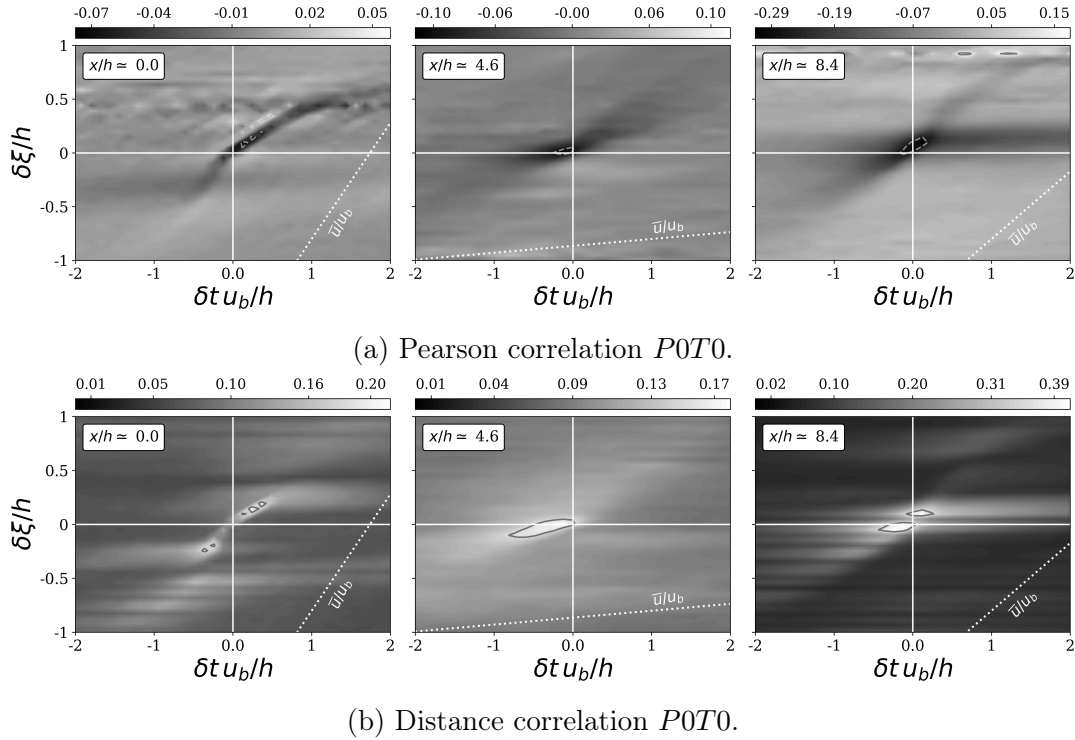 -0.07 -0.04 -0.01 0.02 0.05
-0.10 -0.06 -0.00 0.06 0.10
-0.29 -0.19 -0.07 0.05 0.15
x/h≃ 0.0
x/h≃ 4.6
x/h≃ 8.4
1
0.5
0
-0.5
-1
δξ/h
u̅/u_b
u̅/u_b
u̅/u_b
-2 -1 0.0 1 2
-2 -1 0.0 1 2
-2 -1 0.0 1 2
δt u_b/h
δt u_b/h
δt u_b/h
(a) Pearson correlation P0T0.
0.01 0.05 0.10 0.16 0.20
0.01 0.04 0.09 0.13 0.17
0.02 0.10 0.20 0.31 0.39
x/h≃ 0.0
x/h≃ 4.6
x/h≃ 8.4
1
0.5
0
-0.5
-1
δξ/h
u̅/u_b
u̅/u_b
u̅/u_b
-2 -1 0.0 1 2
-2 -1 0.0 1 2
-2 -1 0.0 1 2
δt u_b/h
δt u_b/h
δt u_b/h
(b) Distance correlation P0T0.